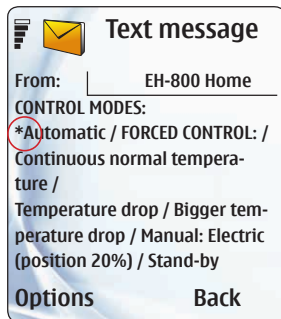 Text message
From: EH-800 Home
CONTROL MODES:
*Automatic / FORCED CONTROL: /
Continuous normal tempera-
ture /
Temperature drop / Bigger tem-
perature drop / Manual: Electric
(position 20%) / Stand-by
Options Back